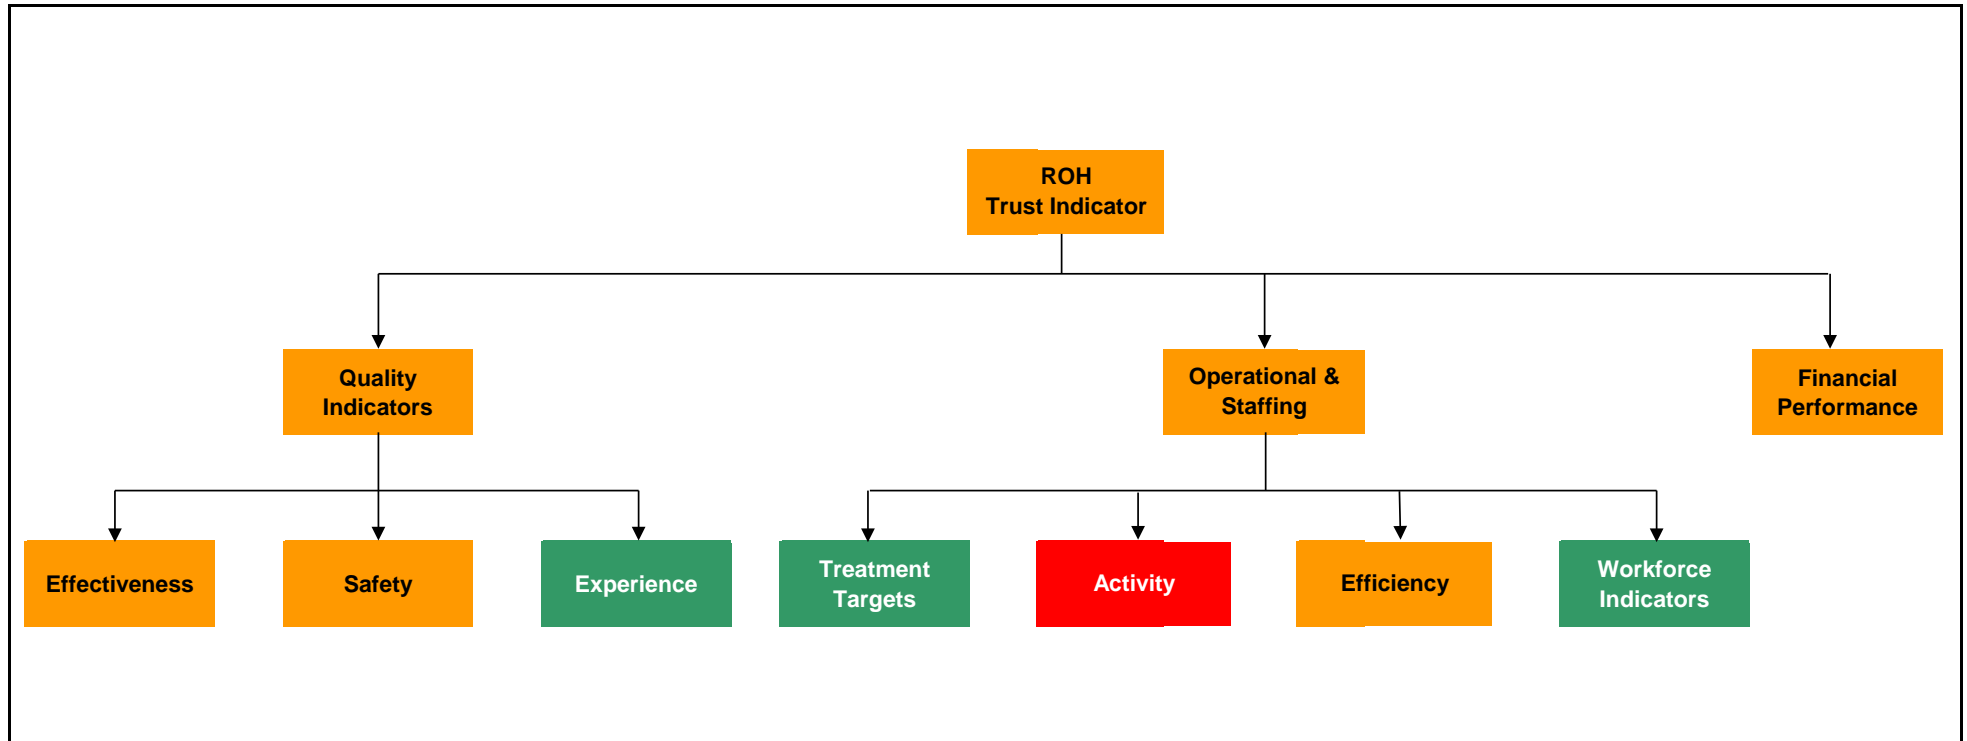 ROH
Trust Indicator
Quality
Indicators
Operational &
Staffing
Financial
Performance
Effectiveness
Safety
Experience
Treatment
Targets
Activity
Efficiency
Workforce
Indicators